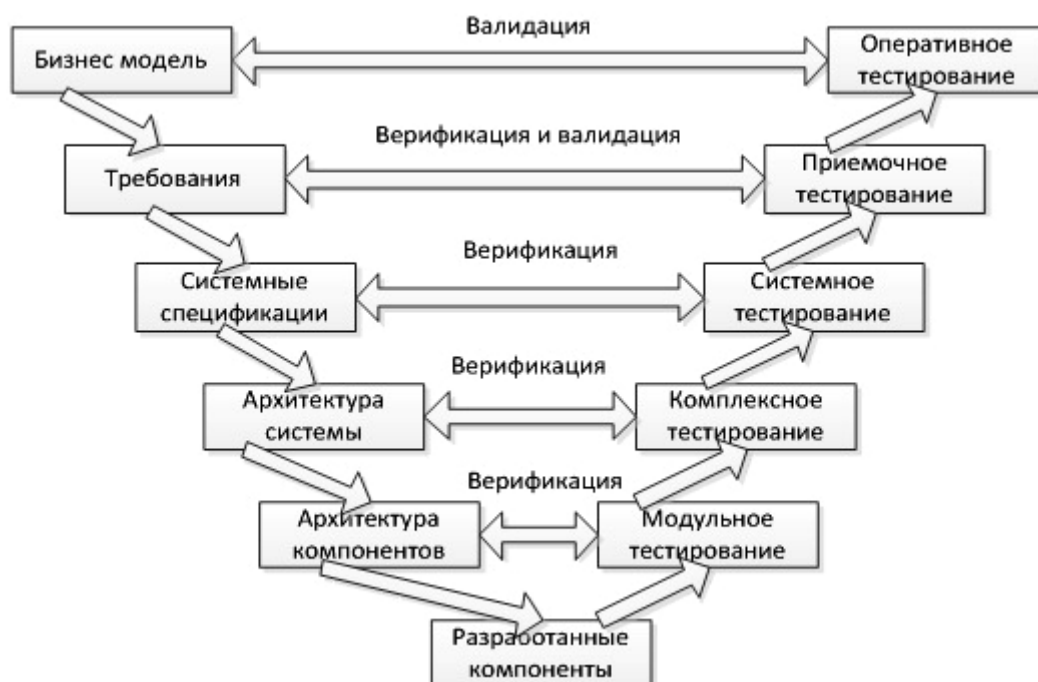 Валидация
Бизнес модель
Оперативное
тестирование
Верификация и валидация
Требования
Приемочное
тестирование
Верификация
Системные
спецификации
Системное
тестирование
Верификация
Архитектура
системы
Комплексное
тестирование
Верификация
Архитектура
компонентов
Модульное
тестирование
Разработанные
компоненты